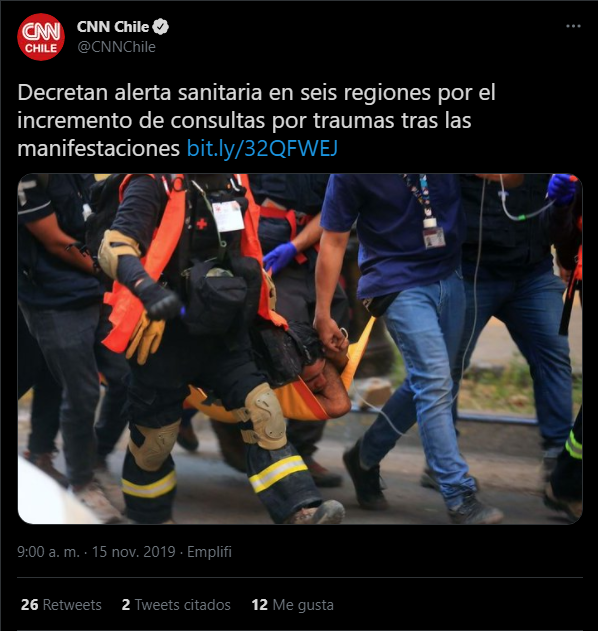 CNN
CHILE
CNN Chile
@CNNChile
Decretan alerta sanitaria en seis regiones por el
incremento de consultas por traumas tras las
manifestaciones bit.ly/32QFWEJ
9:00 a. m. · 15 nov. 2019 · Emplifi
26 Retweets 2 Tweets citados 12 Me gusta